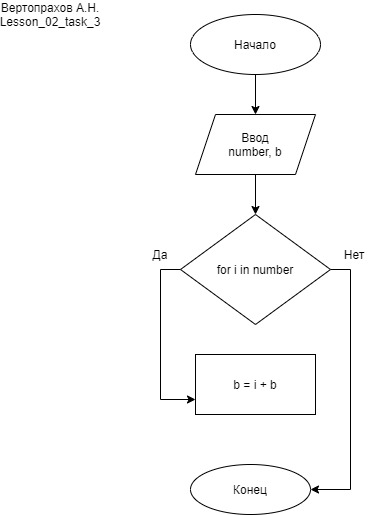 Вертопрахов А.Н.
Lesson_02_task_3
Начало
Ввод
number, b
Да
Нет
for i in number
b = i + b
Конец